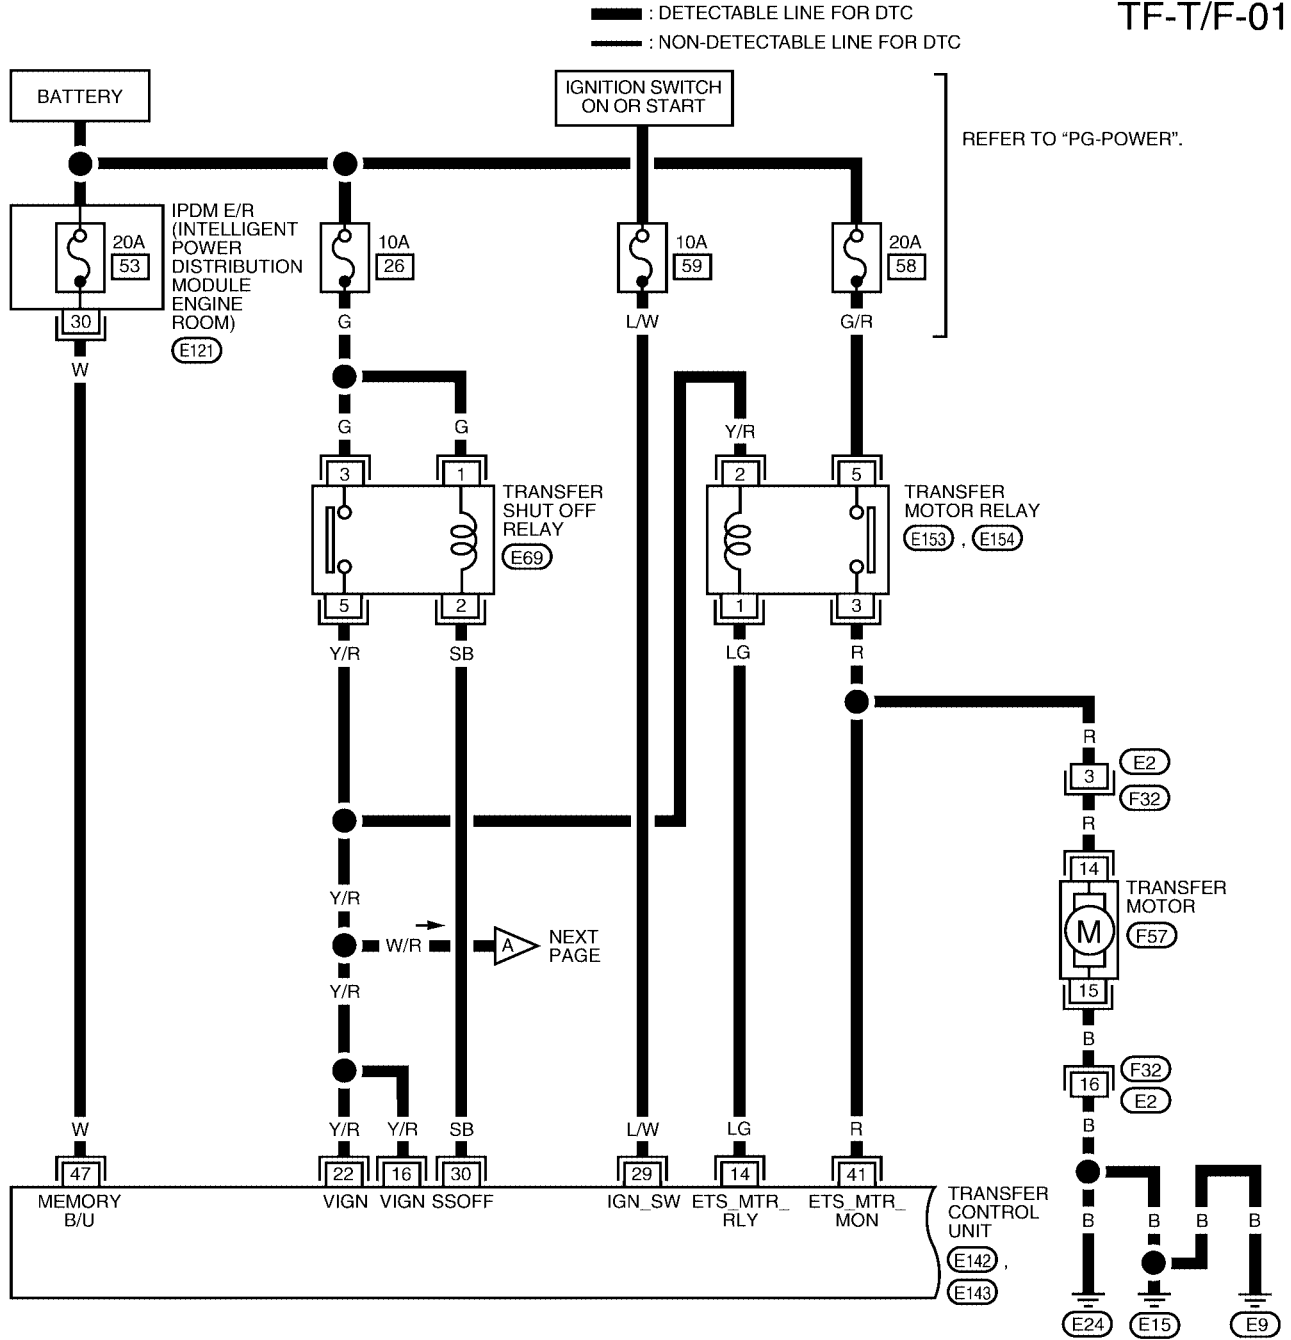 : DETECTABLE LINE FOR DTC
: NON-DETECTABLE LINE FOR DTC
TF-T/F-01
BATTERY
IGNITION SWITCH
ON OR START
REFER TO "PG-POWER".
IPDM E/R
(INTELLIGENT
POWER
DISTRIBUTION
MODULE
ENGINE
ROOM)
E121
20A
53
10A
26
10A
59
20A
58
30
G
L/W
G/R
W
G
G
Y/R
3
1
2
5
TRANSFER
SHUT OFF
RELAY
E69
TRANSFER
MOTOR RELAY
E153 , E154
5
2
1
3
Y/R
SB
LG
R
R
3
E2
F32
R
14
TRANSFER
MOTOR
M
F57
15
Y/R
W/R
A
NEXT
PAGE
Y/R
B
16
F32
E2
B
W
Y/R
Y/R
SB
L/W
LG
R
47
22
16
30
29
14
41
MEMORY
B/U
VIGN
VIGN
SSOFF
IGN_SW
ETS_MTR_
RLY
ETS_MTR_
MON
TRANSFER
CONTROL
UNIT
E142 ,
E143
B
B
B
B
E24
E15
E9